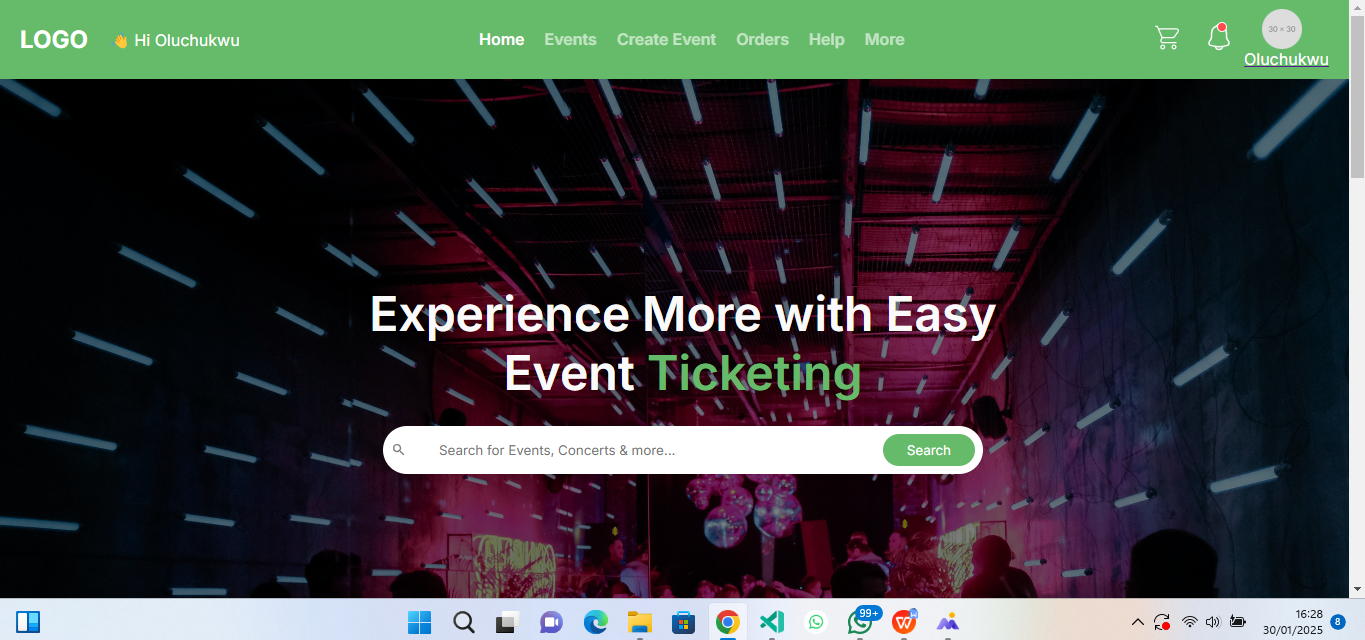 LOGO
👋 Hi Oluchukwu
Home Events Create Event Orders Help More
30 × 30
Oluchukwu
Experience More with Easy
Event Ticketing
Search for Events, Concerts & more...
Search
99+
W
16:28
30/01/2025
8